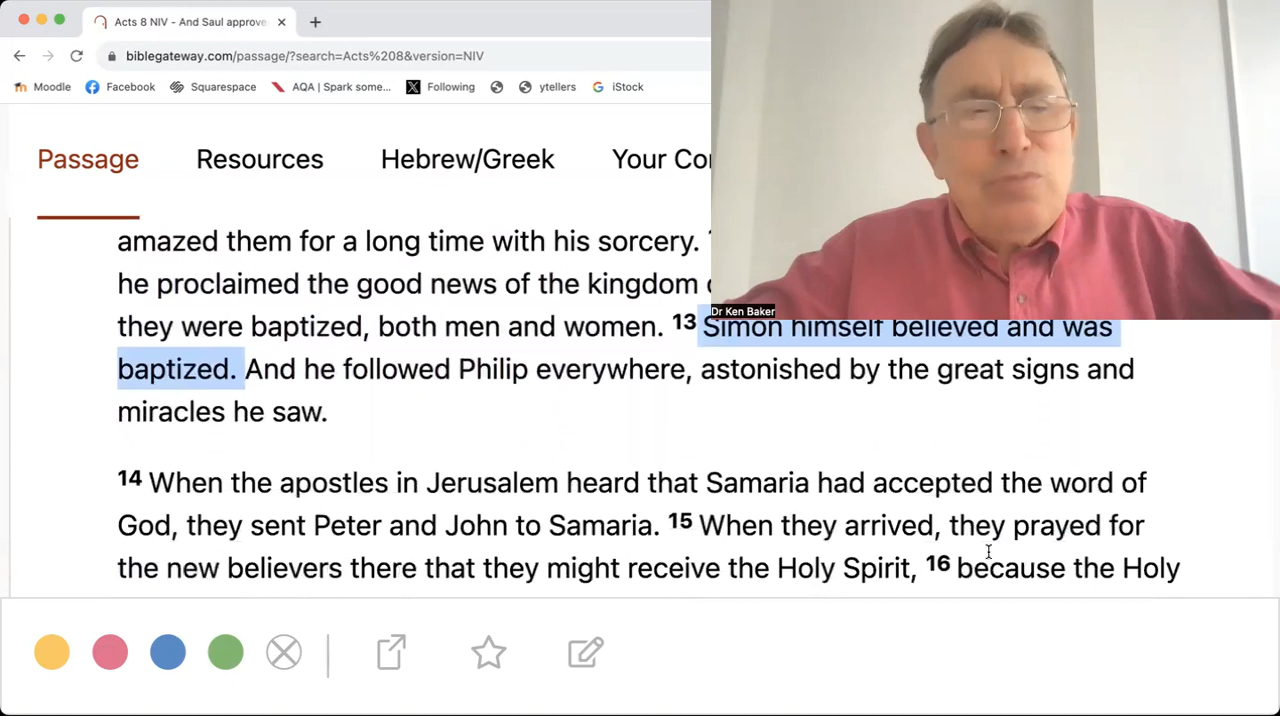 Acts 8 NIV - And Saul approve
biblegateway.com/passage/?search=Acts%208&version=NIV
Moodle Facebook Squarespace AQA | Spark some... Following ytellers iStock
Passage Resources Hebrew/Greek Your Co
Dr Ken Baker
amazed them for a long time with his sorcery.
he proclaimed the good news of the kingdom
they were baptized, both men and women. 13 Simon himself believed and was
baptized. And he followed Philip everywhere, astonished by the great signs and
miracles he saw.
14 When the apostles in Jerusalem heard that Samaria had accepted the word of
God, they sent Peter and John to Samaria. 15 When they arrived, they prayed for
the new believers there that they might receive the Holy Spirit, 16 because the Holy